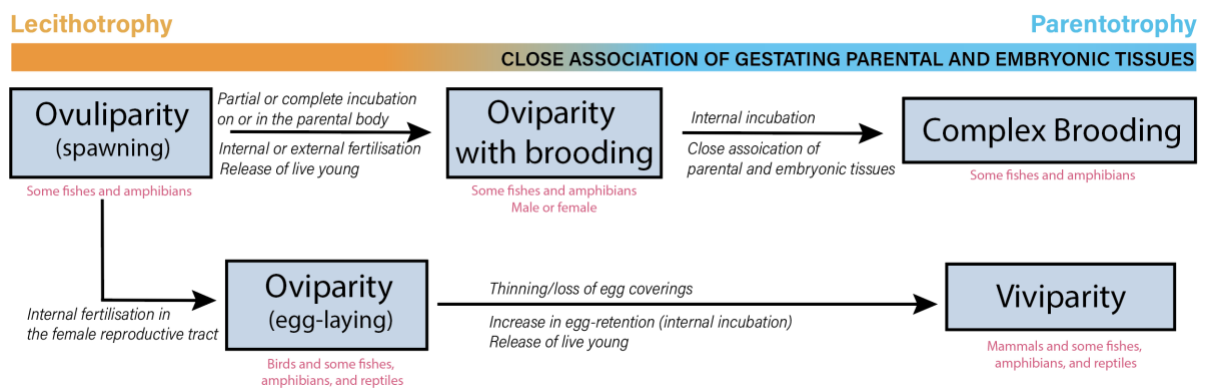 Lecithotrophy
Parentotrophy
CLOSE ASSOCIATION OF GESTATING PARENTAL AND EMBRYONIC TISSUES
Ovuliparity
(spawning)
Some fishes and amphibians
Partial or complete incubation
on or in the parental body
Internal or external fertilisation
Release of live young
Oviparity
with brooding
Some fishes and amphibians
Male or female
Internal incubation
Close assoication of
parental and embryonic tissues
Complex Brooding
Some fishes and amphibians
Internal fertilisation in
the female reproductive tract
Oviparity
(egg-laying)
Birds and some fishes,
amphibians, and reptiles
Thinning/loss of egg coverings
Increase in egg-retention (internal incubation)
Release of live young
Viviparity
Mammals and some fishes,
amphibians, and reptiles